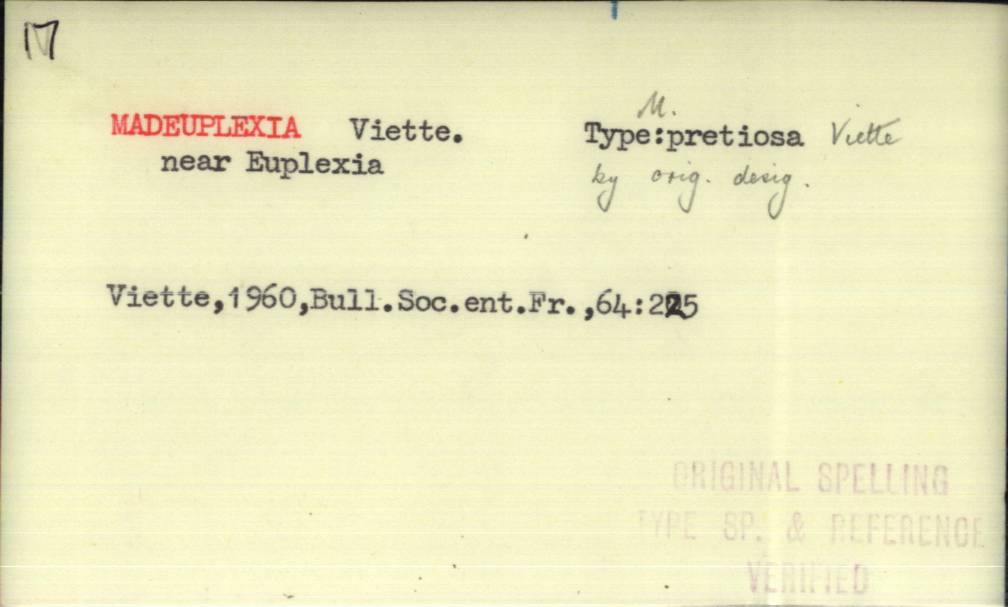 17
MADEUPLEXIA Viette. Type: M. pretiosa Viette
near Euplexia by orig. desig.
Viette,1960,Bull.Soc.ent.Fr.,64:225
ORIGINAL SPELLING
TYPE SP. & REFERENCE
VERIFIED